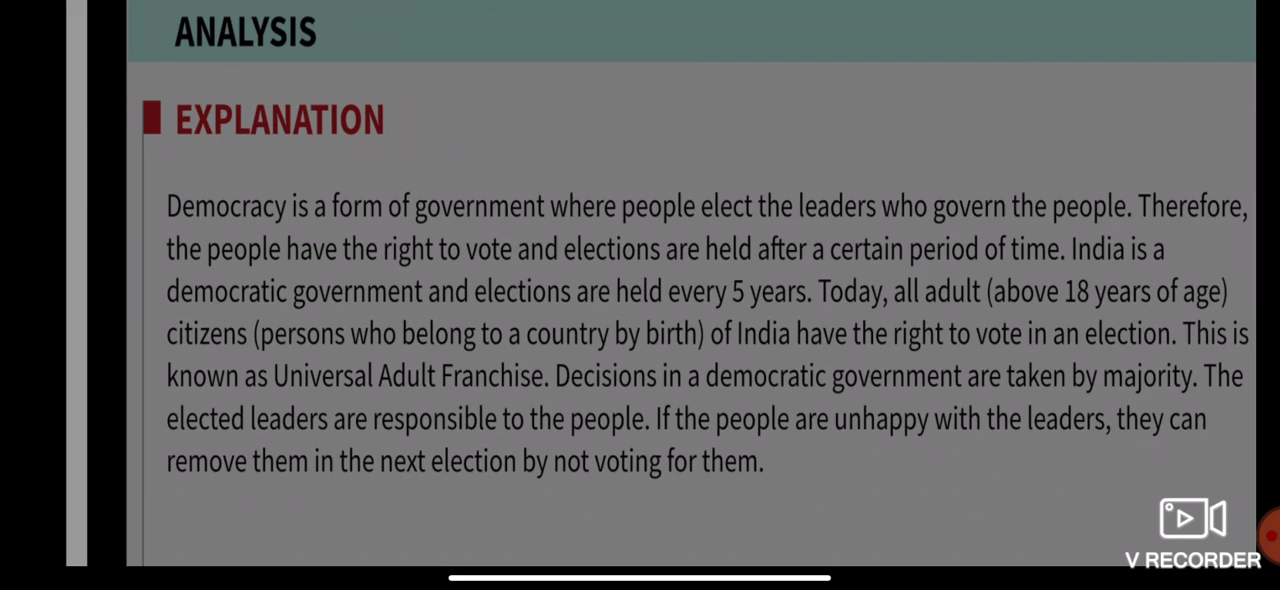 ANALYSIS
EXPLANATION
Democracy is a form of government where people elect the leaders who govern the people. Therefore,
the people have the right to vote and elections are held after a certain period of time. India is a
democratic government and elections are held every 5 years. Today, all adult (above 18 years of age)
citizens (persons who belong to a country by birth) of India have the right to vote in an election. This is
known as Universal Adult Franchise. Decisions in a democratic government are taken by majority. The
elected leaders are responsible to the people. If the people are unhappy with the leaders, they can
remove them in the next election by not voting for them.
V RECORDER